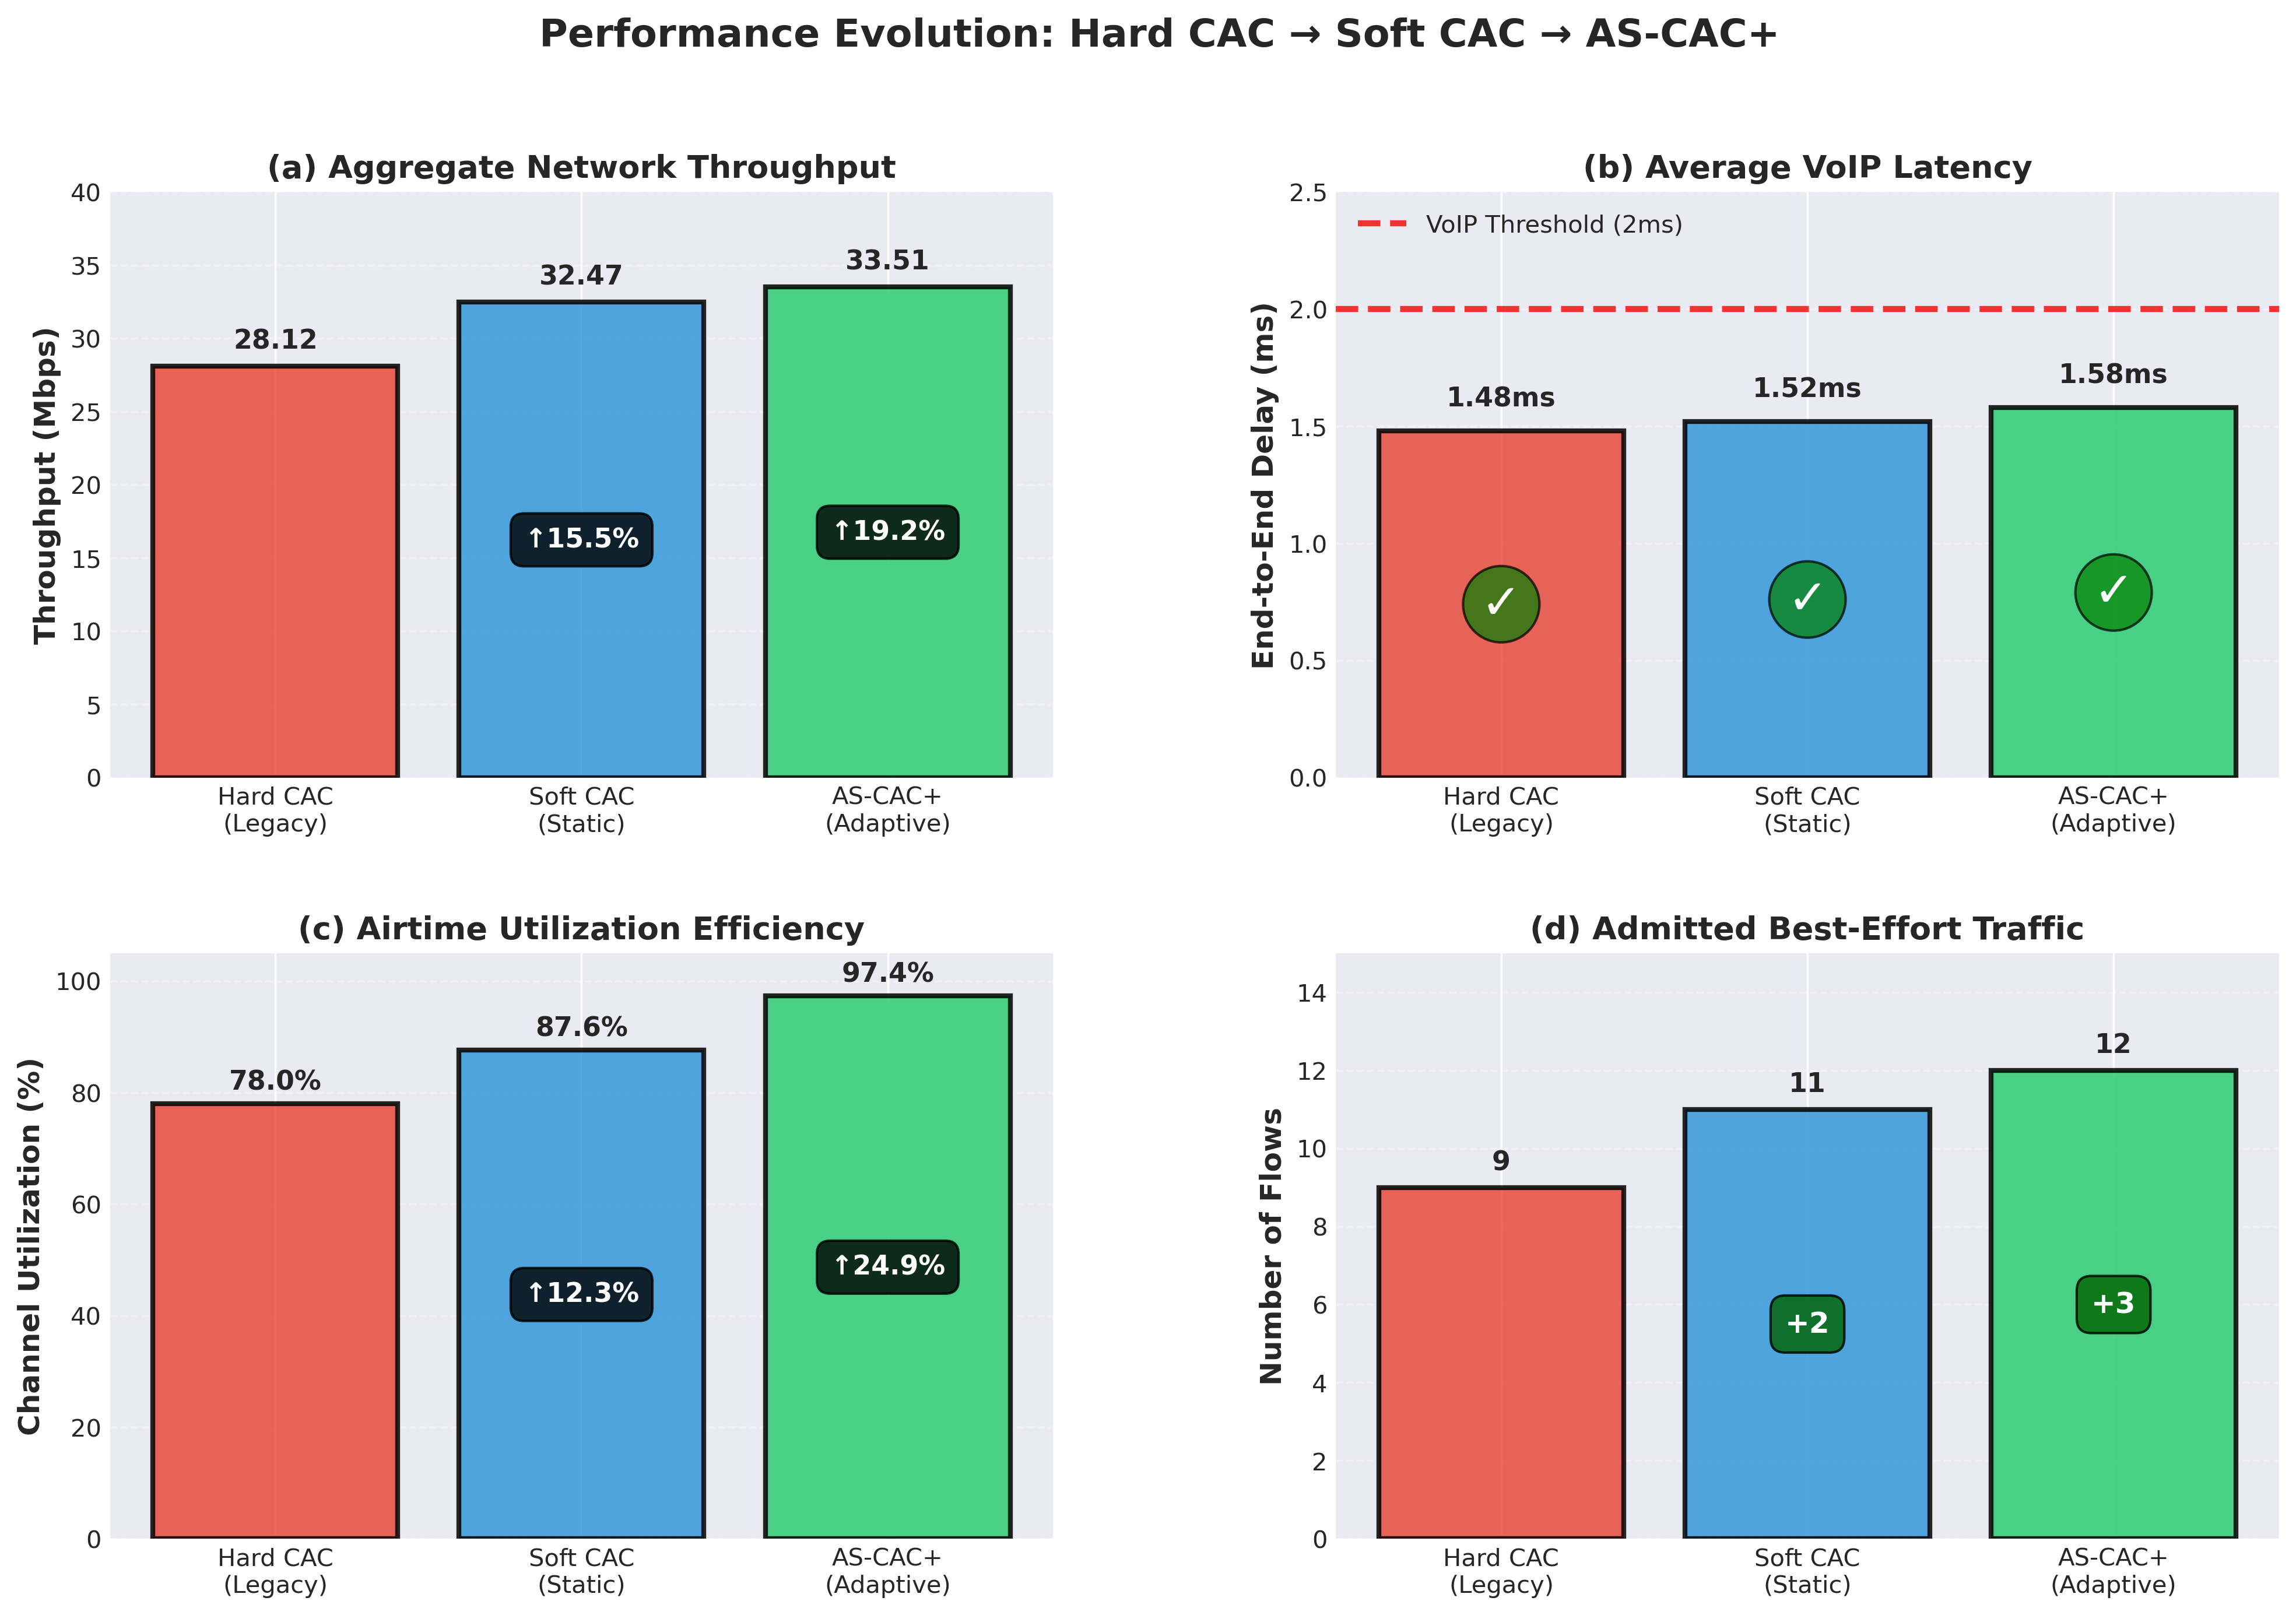 Performance Evolution: Hard CAC → Soft CAC → AS-CAC+
(a) Aggregate Network Throughput
Throughput (Mbps)
40
35
30
25
20
15
10
5
0
28.12
32.47
33.51
↑15.5%
↑19.2%
Hard CAC
(Legacy)
Soft CAC
(Static)
AS-CAC+
(Adaptive)
(b) Average VoIP Latency
End-to-End Delay (ms)
2.5
2.0
1.5
1.0
0.5
0.0
VoIP Threshold (2ms)
1.48ms
1.52ms
1.58ms
✓
✓
✓
Hard CAC
(Legacy)
Soft CAC
(Static)
AS-CAC+
(Adaptive)
(c) Airtime Utilization Efficiency
Channel Utilization (%)
100
80
60
40
20
0
78.0%
87.6%
97.4%
↑12.3%
↑24.9%
Hard CAC
(Legacy)
Soft CAC
(Static)
AS-CAC+
(Adaptive)
(d) Admitted Best-Effort Traffic
Number of Flows
14
12
10
8
6
4
2
0
9
11
12
+2
+3
Hard CAC
(Legacy)
Soft CAC
(Static)
AS-CAC+
(Adaptive)